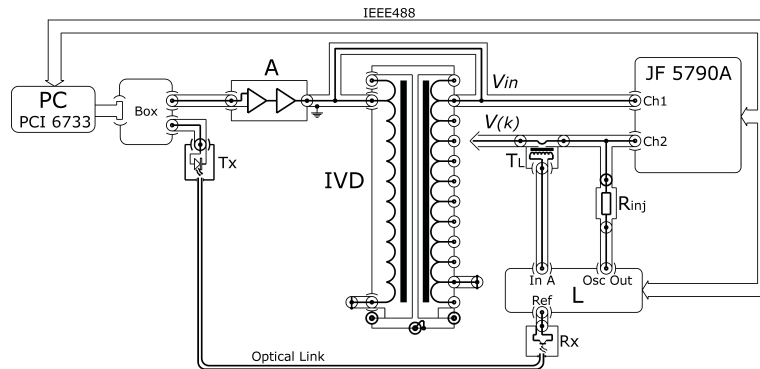 IEEE488
A
Vin
JF 5790A
PC
PCI 6733
Box
Ch1
V(k)
Ch2
Tx
IVD
TL
Rinj
In A
Osc Out
L
Ref
Rx
Optical Link